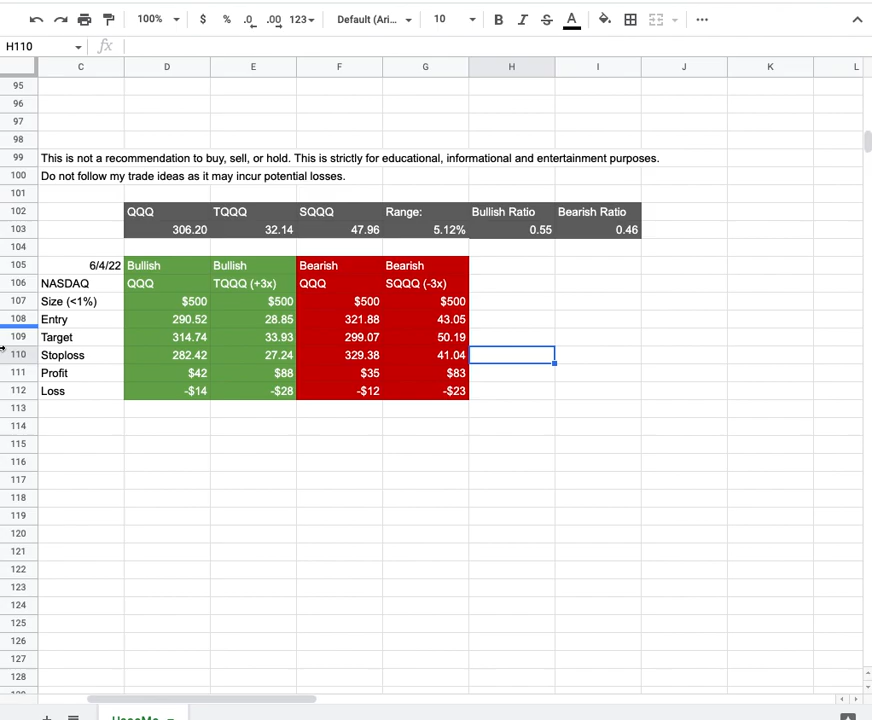 100% $ % .0 .00 123 Default (Ari... 10 B I S A
H110 fx
C D E F G H I J K L
95
96
97
98
99 This is not a recommendation to buy, sell, or hold. This is strictly for educational, informational and entertainment purposes.
100 Do not follow my trade ideas as it may incur potential losses.
101
102 QQQ TQQQ SQQQ Range: Bullish Ratio Bearish Ratio
103 306.20 32.14 47.96 5.12% 0.55 0.46
104
105 6/4/22 Bullish Bullish Bearish Bearish
106 NASDAQ QQQ TQQQ (+3x) QQQ SQQQ (-3x)
107 Size (<1%) $500 $500 $500 $500
108 Entry 290.52 28.85 321.88 43.05
109 Target 314.74 33.93 299.07 50.19
110 Stoploss 282.42 27.24 329.38 41.04
111 Profit $42 $88 $35 $83
112 Loss -$14 -$28 -$12 -$23
113
114
115
116
117
118
119
120
121
122
123
124
125
126
127
128